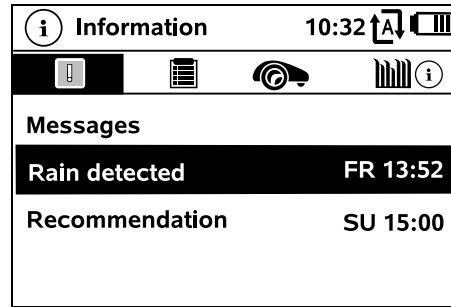 i Information 10:32 A
i
Messages
Rain detected FR 13:52
Recommendation SU 15:00